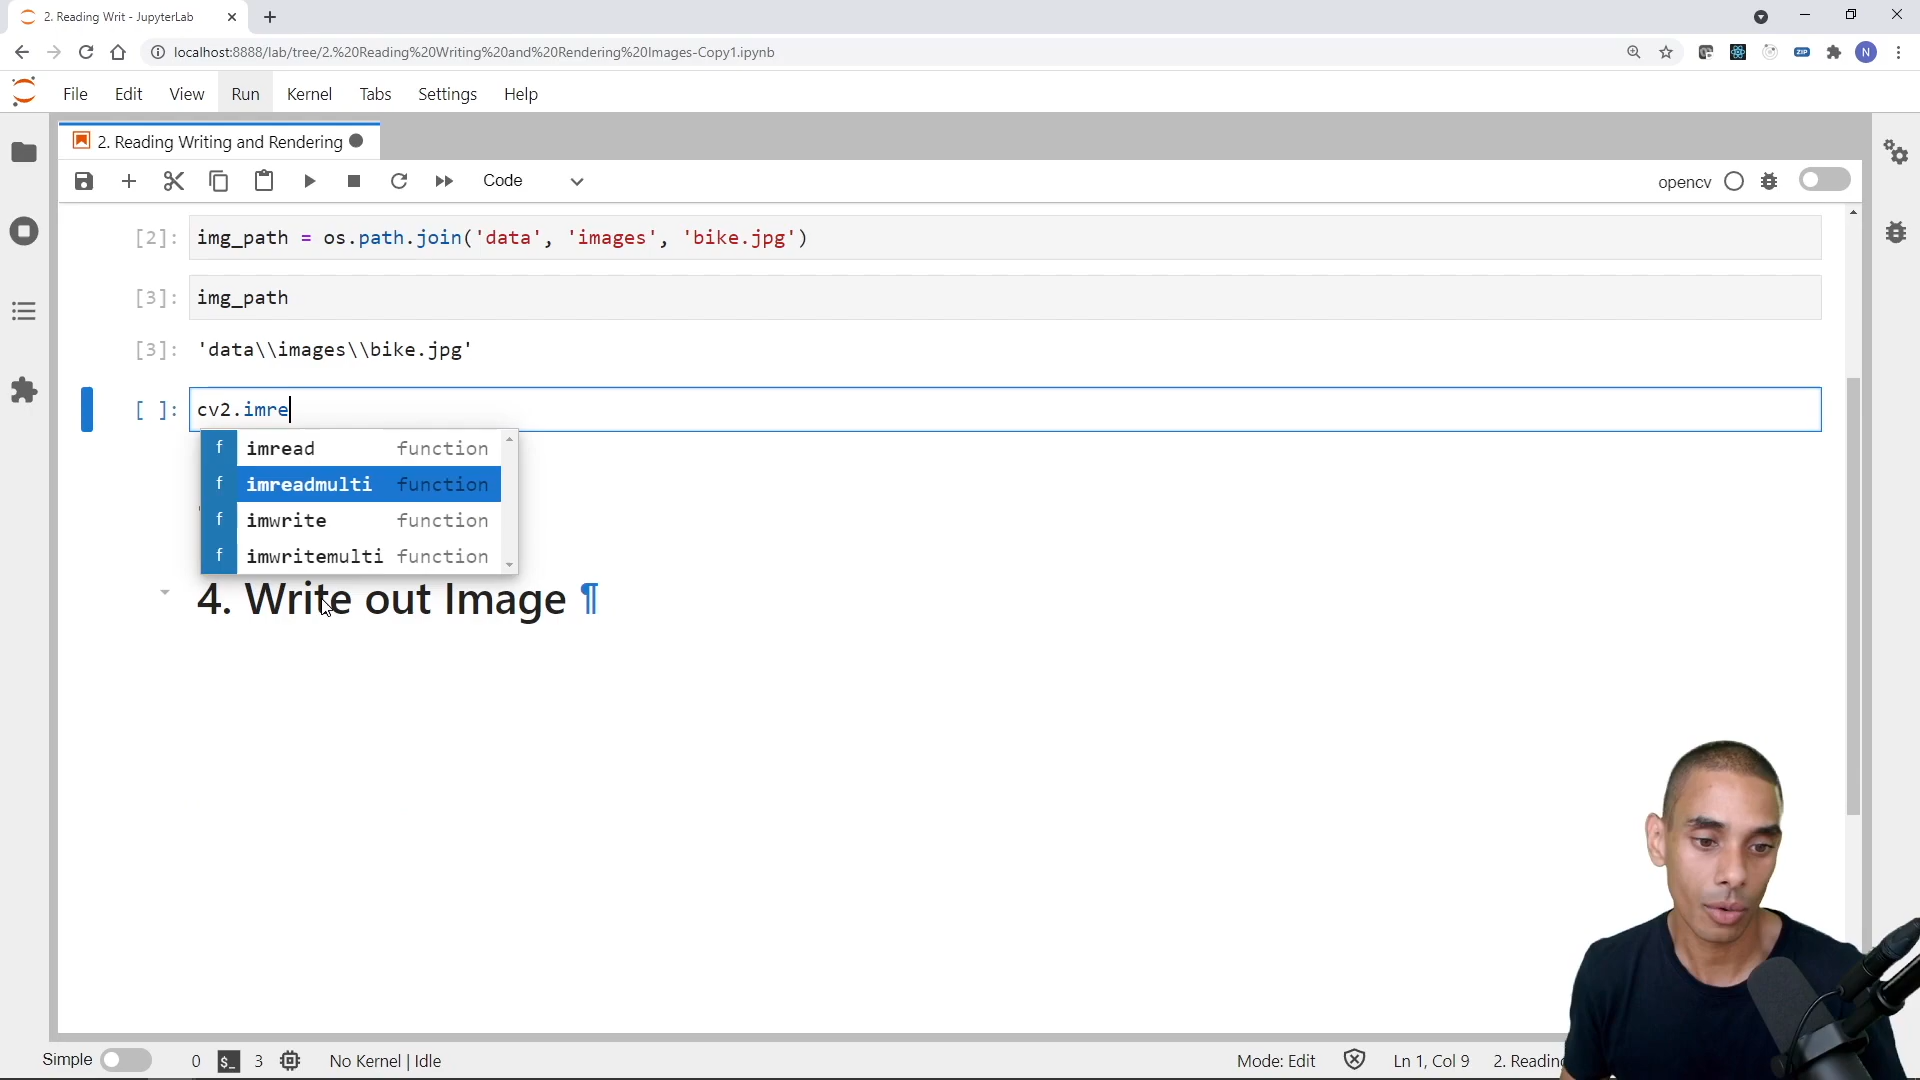 2. Reading Writ - JupyterLab
localhost:8888/lab/tree/2.%20Reading%20Writing%20and%20Rendering%20Images-Copy1.ipynb
ZIP
N
File Edit View Run Kernel Tabs Settings Help
2. Reading Writing and Rendering
Code
opencv
[2]: img_path = os.path.join('data', 'images', 'bike.jpg')
[3]: img_path
[3]: 'data\\images\\bike.jpg'
[ ]: cv2.imre
f imread function
f imreadmulti function
f imwrite function
f imwritemulti function
4. Write out Image ¶
Simple 0 $_ 3 No Kernel | Idle Mode: Edit Ln 1, Col 9 2. Reading